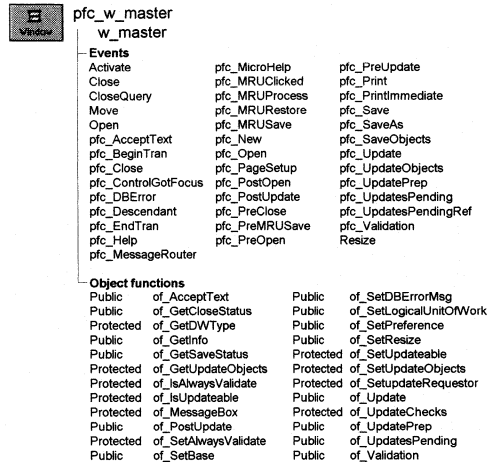 Window
pfc_w_master
w_master
Events
Activate pfc_MicroHelp pfc_PreUpdate
Close pfc_MRUClicked pfc_Print
CloseQuery pfc_MRUProcess pfc_PrintImmediate
Move pfc_MRURestore pfc_Save
Open pfc_MRUSave pfc_SaveAs
pfc_AcceptText pfc_New pfc_SaveObjects
pfc_BeginTran pfc_Open pfc_Update
pfc_Close pfc_PageSetup pfc_UpdateObjects
pfc_ControlGotFocus pfc_PostOpen pfc_UpdatePrep
pfc_DBError pfc_PostUpdate pfc_UpdatesPending
pfc_Descendant pfc_PreClose pfc_UpdatesPendingRef
pfc_EndTran pfc_PreMRUSave pfc_Validation
pfc_Help pfc_PreOpen Resize
pfc_MessageRouter
Object functions
Public of_AcceptText Public of_SetDBErrorMsg
Public of_GetCloseStatus Public of_SetLogicalUnitOfWork
Protected of_GetDWType Public of_SetPreference
Public of_GetInfo Public of_SetResize
Public of_GetSaveStatus Protected of_SetUpdateable
Protected of_GetUpdateObjects Protected of_SetUpdateObjects
Protected of_IsAlwaysValidate Protected of_SetupdateRequestor
Protected of_IsUpdateable Public of_Update
Protected of_MessageBox Protected of_UpdateChecks
Public of_PostUpdate Public of_UpdatePrep
Protected of_SetAlwaysValidate Public of_UpdatesPending
Public of_SetBase Public of_Validation